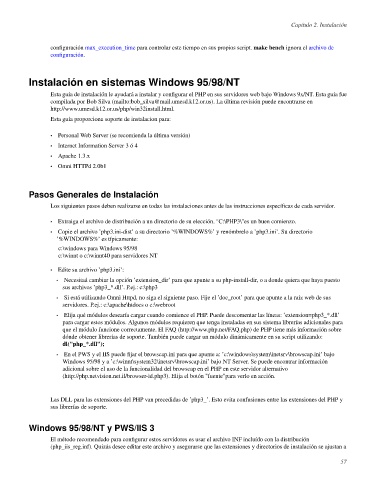 Capítulo 2. Instalación
configuración max_execution_time para controlar este tiempo en sus propios script. make bench ignora el archivo de
configuración.
Instalación en sistemas Windows 95/98/NT
Esta guía de instalación le ayudará a instalar y configurar el PHP en sus servidores web bajo Windows 9x/NT. Esta guía fue
compilada por Bob Silva (mailto:bob_silva@mail.umesd.k12.or.us). La última revisión puede encontrarse en
http://www.umesd.k12.or.us/php/win32install.html.
Esta guía proporciona soporte de instalación para:
• Personal Web Server (se recomienda la última versión)
• Internet Information Server 3 ó 4
• Apache 1.3.x
• Omni HTTPd 2.0b1
Pasos Generales de Instalación
Los siguientes pasos deben realizarse en todas las instalaciones antes de las instrucciones específicas de cada servidor.
• Extraiga el archivo de distribución a un directorio de su elección. "C:\PHP3\"es un buen comienzo.
• Copie el archivo 'php3.ini-dist' a su directorio '%WINDOWS%' y renómbrelo a 'php3.ini'. Su directorio
'%WINDOWS%' es típicamente:
c:\windows para Windows 95/98
c:\winnt o c:\winnt40 para servidores NT
• Edite su archivo 'php3.ini':
• Necesitará cambiar la opción 'extension_dir' para que apunte a su php-install-dir, o a donde quiera que haya puesto
sus archivos 'php3_*.dll'. P.ej.: c:\php3
• Si está utilizando Omni Httpd, no siga el siguiente paso. Fije el 'doc_root' para que apunte a la raíz web de sus
servidores. P.ej.: c:\apache\htdocs o c:\webroot
• Elija qué módulos desearía cargar cuando comience el PHP. Puede descomentar las líneas: 'extension=php3_*.dll'
para cargar estos módulos. Algunos módulos requieren que tenga instaladas en sus sistema librerías adicionales para
que el módulo funcione correctamente. El FAQ (http://www.php.net/FAQ.php) de PHP tiene más información sobre
dónde obtener librerías de soporte. También puede cargar un módulo dinámicamente en su script utilizando:
dl("php_*.dll");
• En el PWS y el IIS puede fijar el browscap.ini para que apunte a: 'c:\windows\system\inetsrv\browscap.ini' bajo
Windows 95/98 y a 'c:\winnt\system32\inetsrv\browscap.ini' bajo NT Server. Se puede encontrar información
adicional sobre el uso de la funcionalidad del browscap en el PHP en este servidor alternativo
(http://php.netvision.net.il/browser-id.php3). Elija el botón "fuente"para verlo en acción.
Las DLL para las extensiones del PHP van precedidas de 'php3_'. Esto evita confusiones entre las extensiones del PHP y
sus librerías de soporte.
Windows 95/98/NT y PWS/IIS 3
El método recomendado para configurar estos servidores es usar el archivo INF incluído con la distribución
(php_iis_reg.inf). Quizás desee editar este archivo y asegurarse que las extensiones y directorios de instalación se ajustan a
57